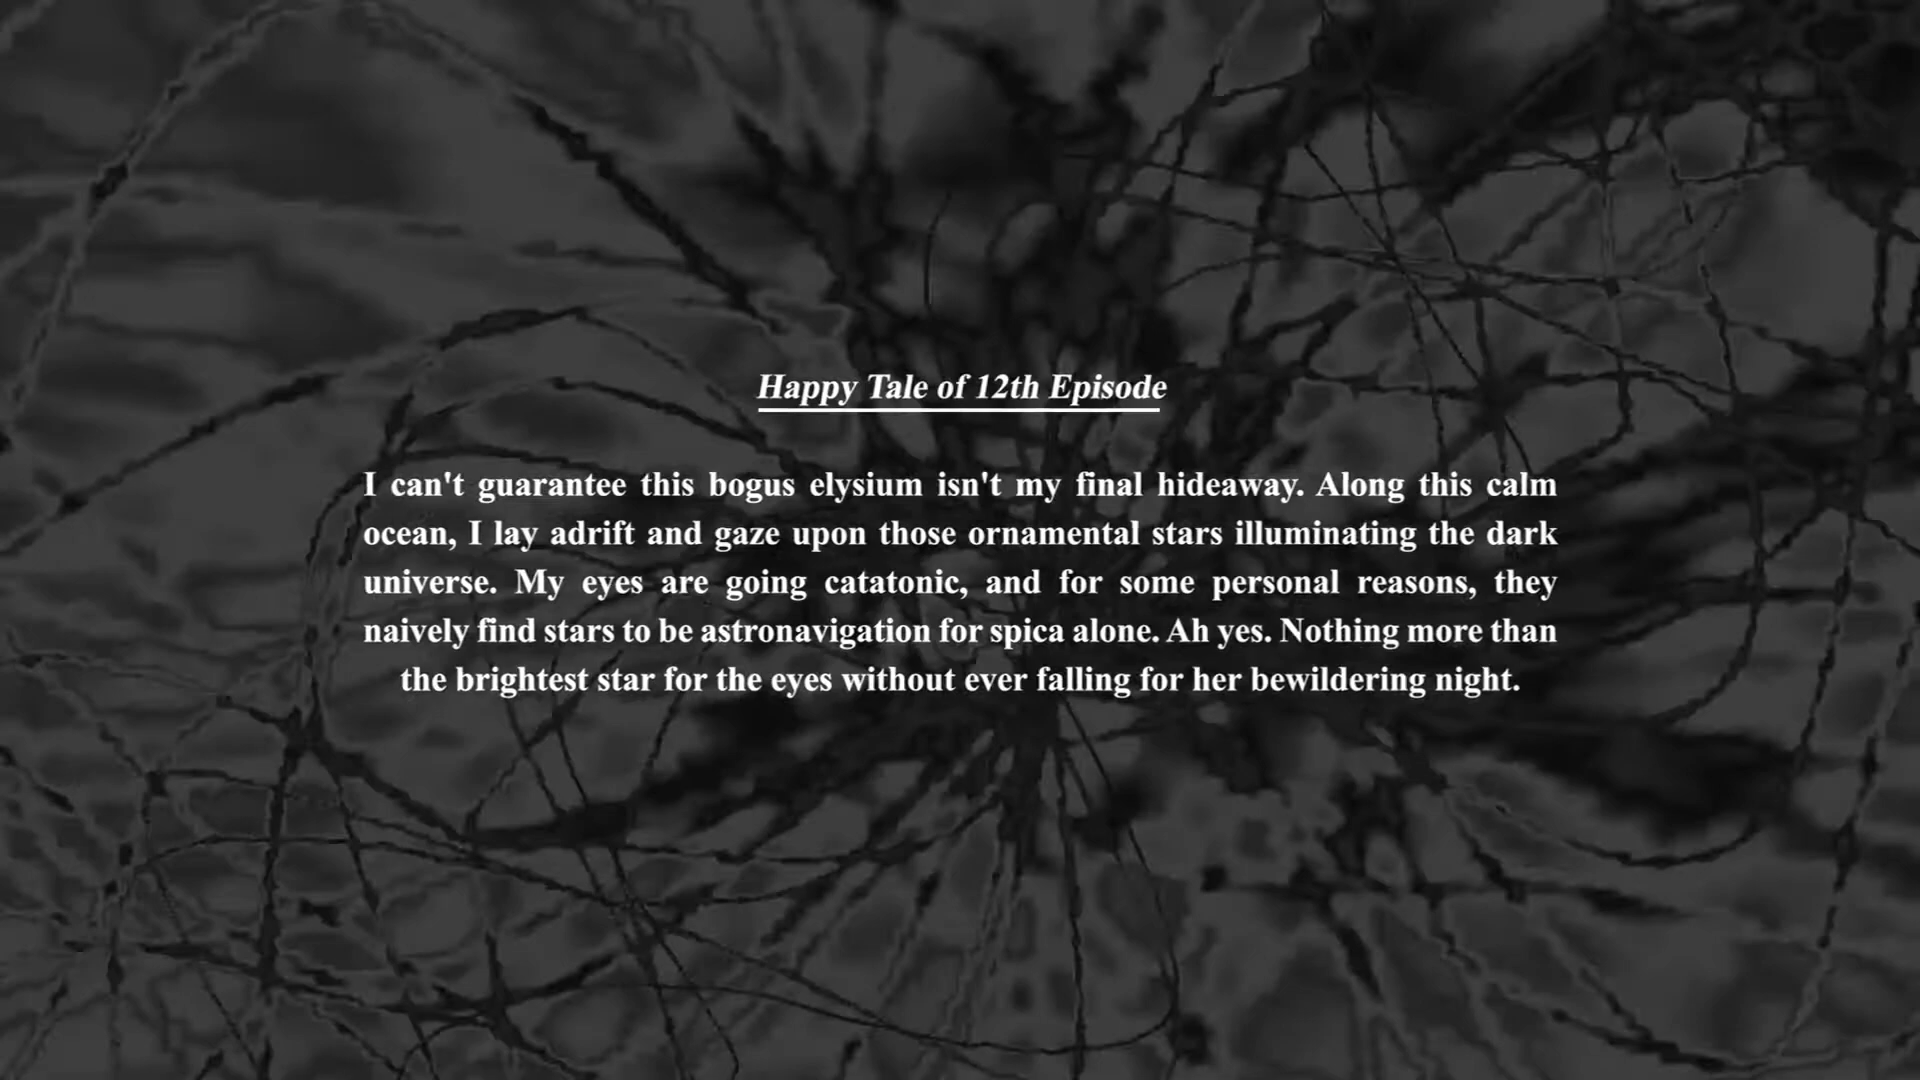 Happy Tale of 12th Episode
I can't guarantee this bogus elysium isn't my final hideaway. Along this calm
ocean, I lay adrift and gaze upon those ornamental stars illuminating the dark
universe. My eyes are going catatonic, and for some personal reasons, they
naively find stars to be astronavigation for spica alone. Ah yes. Nothing more than
the brightest star for the eyes without ever falling for her bewildering night.